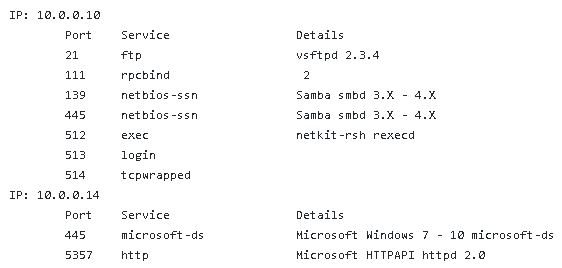 IP: 10.0.0.10
Port Service Details
21 ftp vsftpd 2.3.4
111 rpcbind 2
139 netbios-ssn Samba smbd 3.X - 4.X
445 netbios-ssn Samba smbd 3.X - 4.X
512 exec netkit-rsh rexecd
513 login
514 tcpwrapped
IP: 10.0.0.14
Port Service Details
445 microsoft-ds Microsoft Windows 7 - 10 microsoft-ds
5357 http Microsoft HTTPAPI httpd 2.0